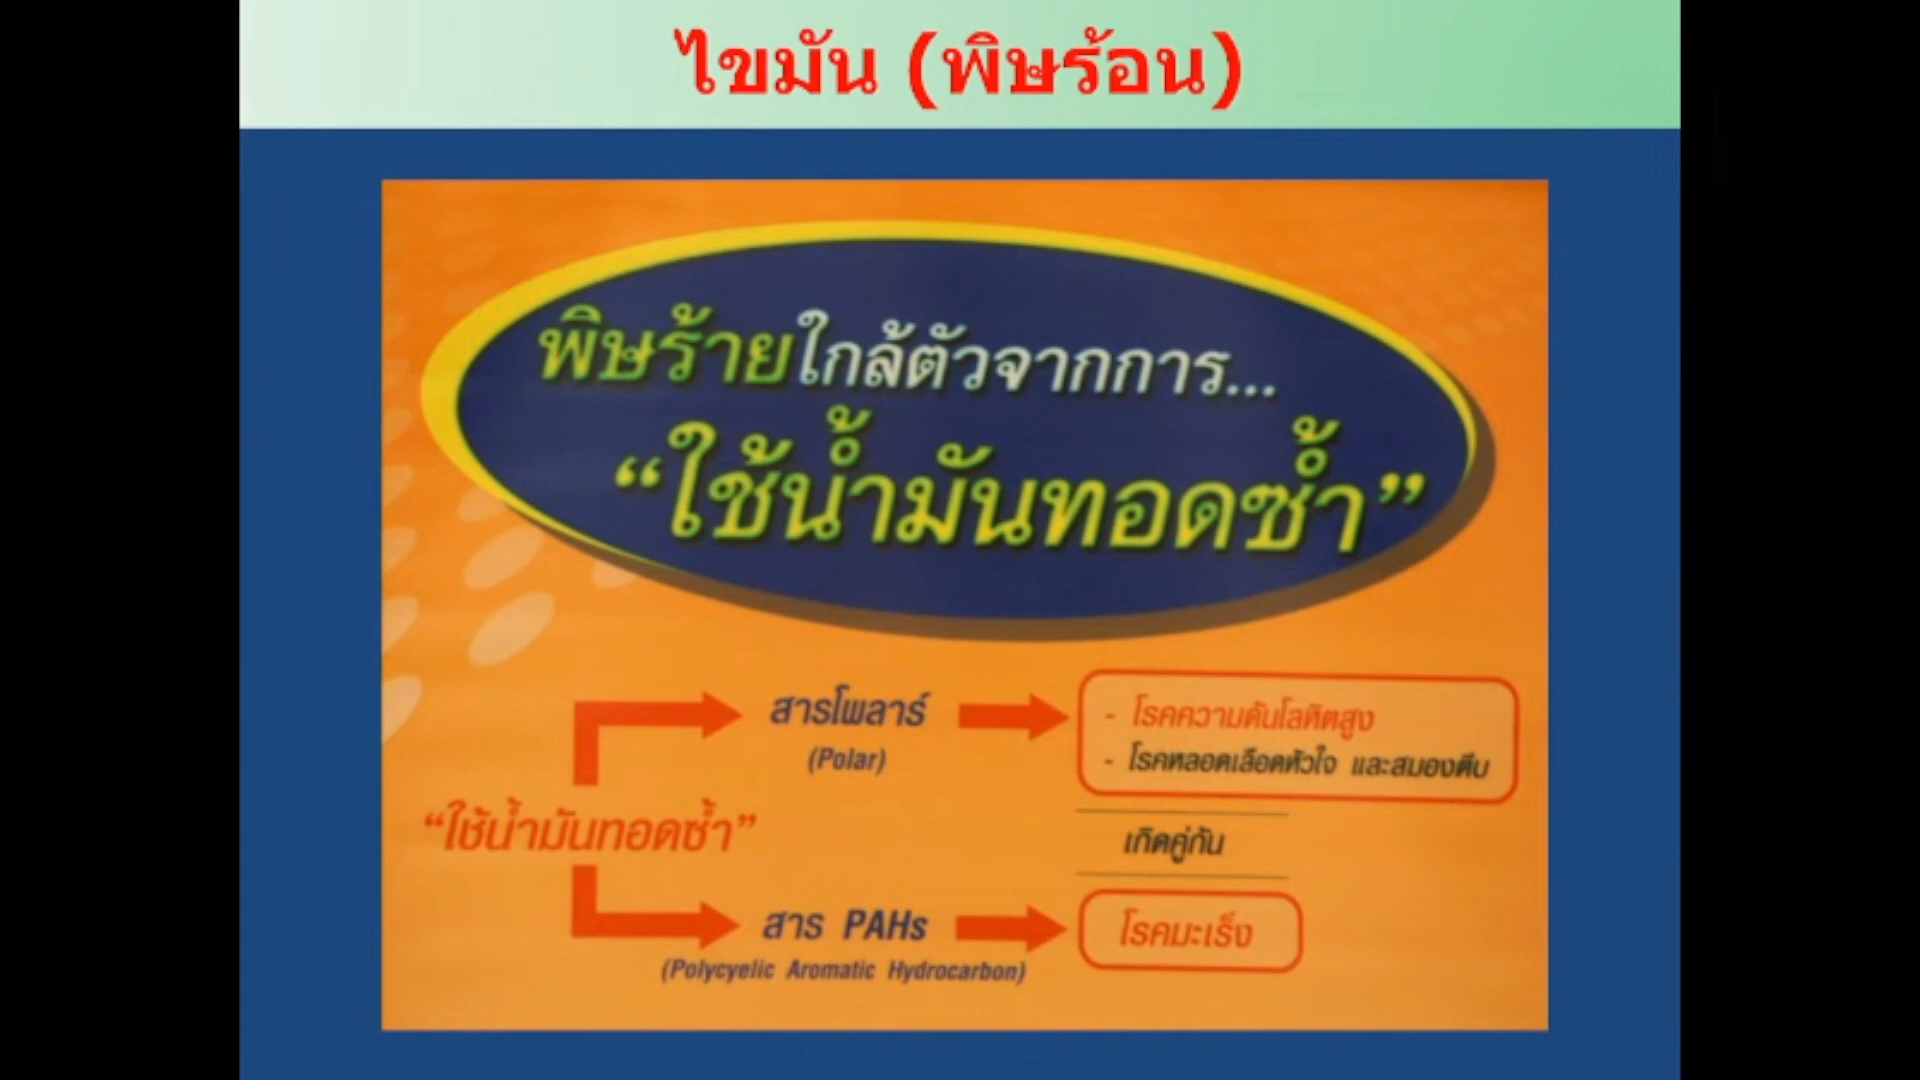 ไขมัน (พิษร้อน)
พิษร้ายใกล้ตัวจากการ...
“ใช้น้ำมันทอดซ้ำ”
สารโพลาร์
(Polar)
- โรคความดันโลหิตสูง
- โรคหลอดเลือดหัวใจ และสมองตีบ
“ใช้น้ำมันทอดซ้ำ”
เกิดคู่กัน
สาร PAHs
(Polycyelic Aromatic Hydrocarbon)
โรคมะเร็ง